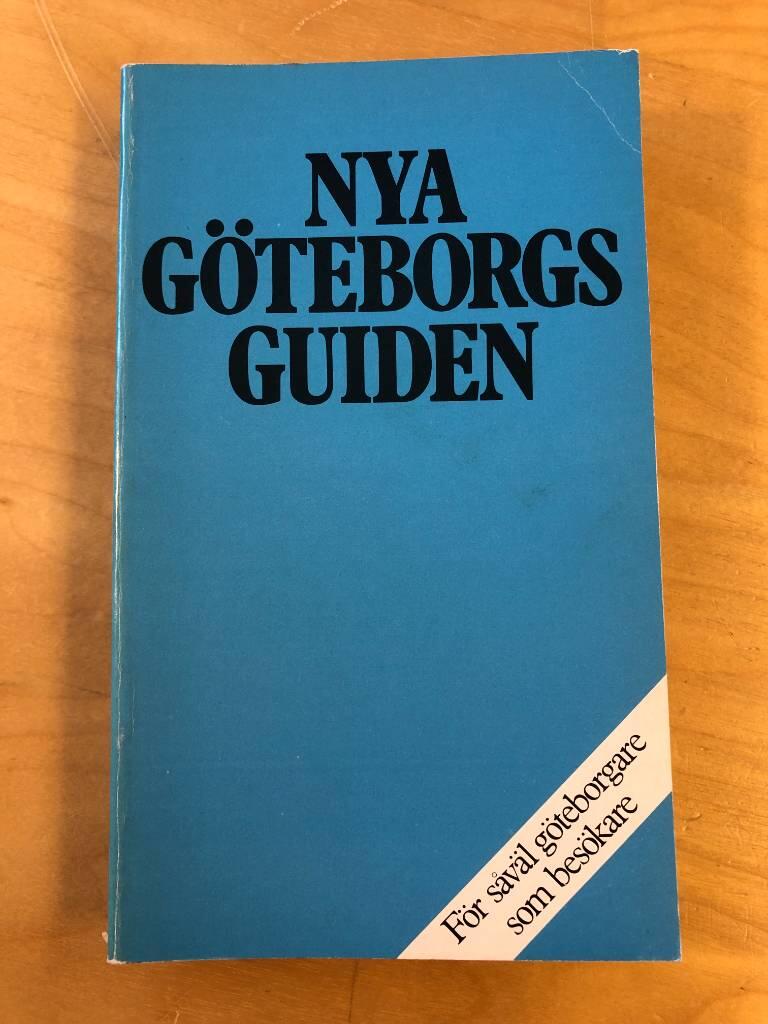 NYA
GÖTEBORGS
GUIDEN
För såväl göteborgare
som besökare